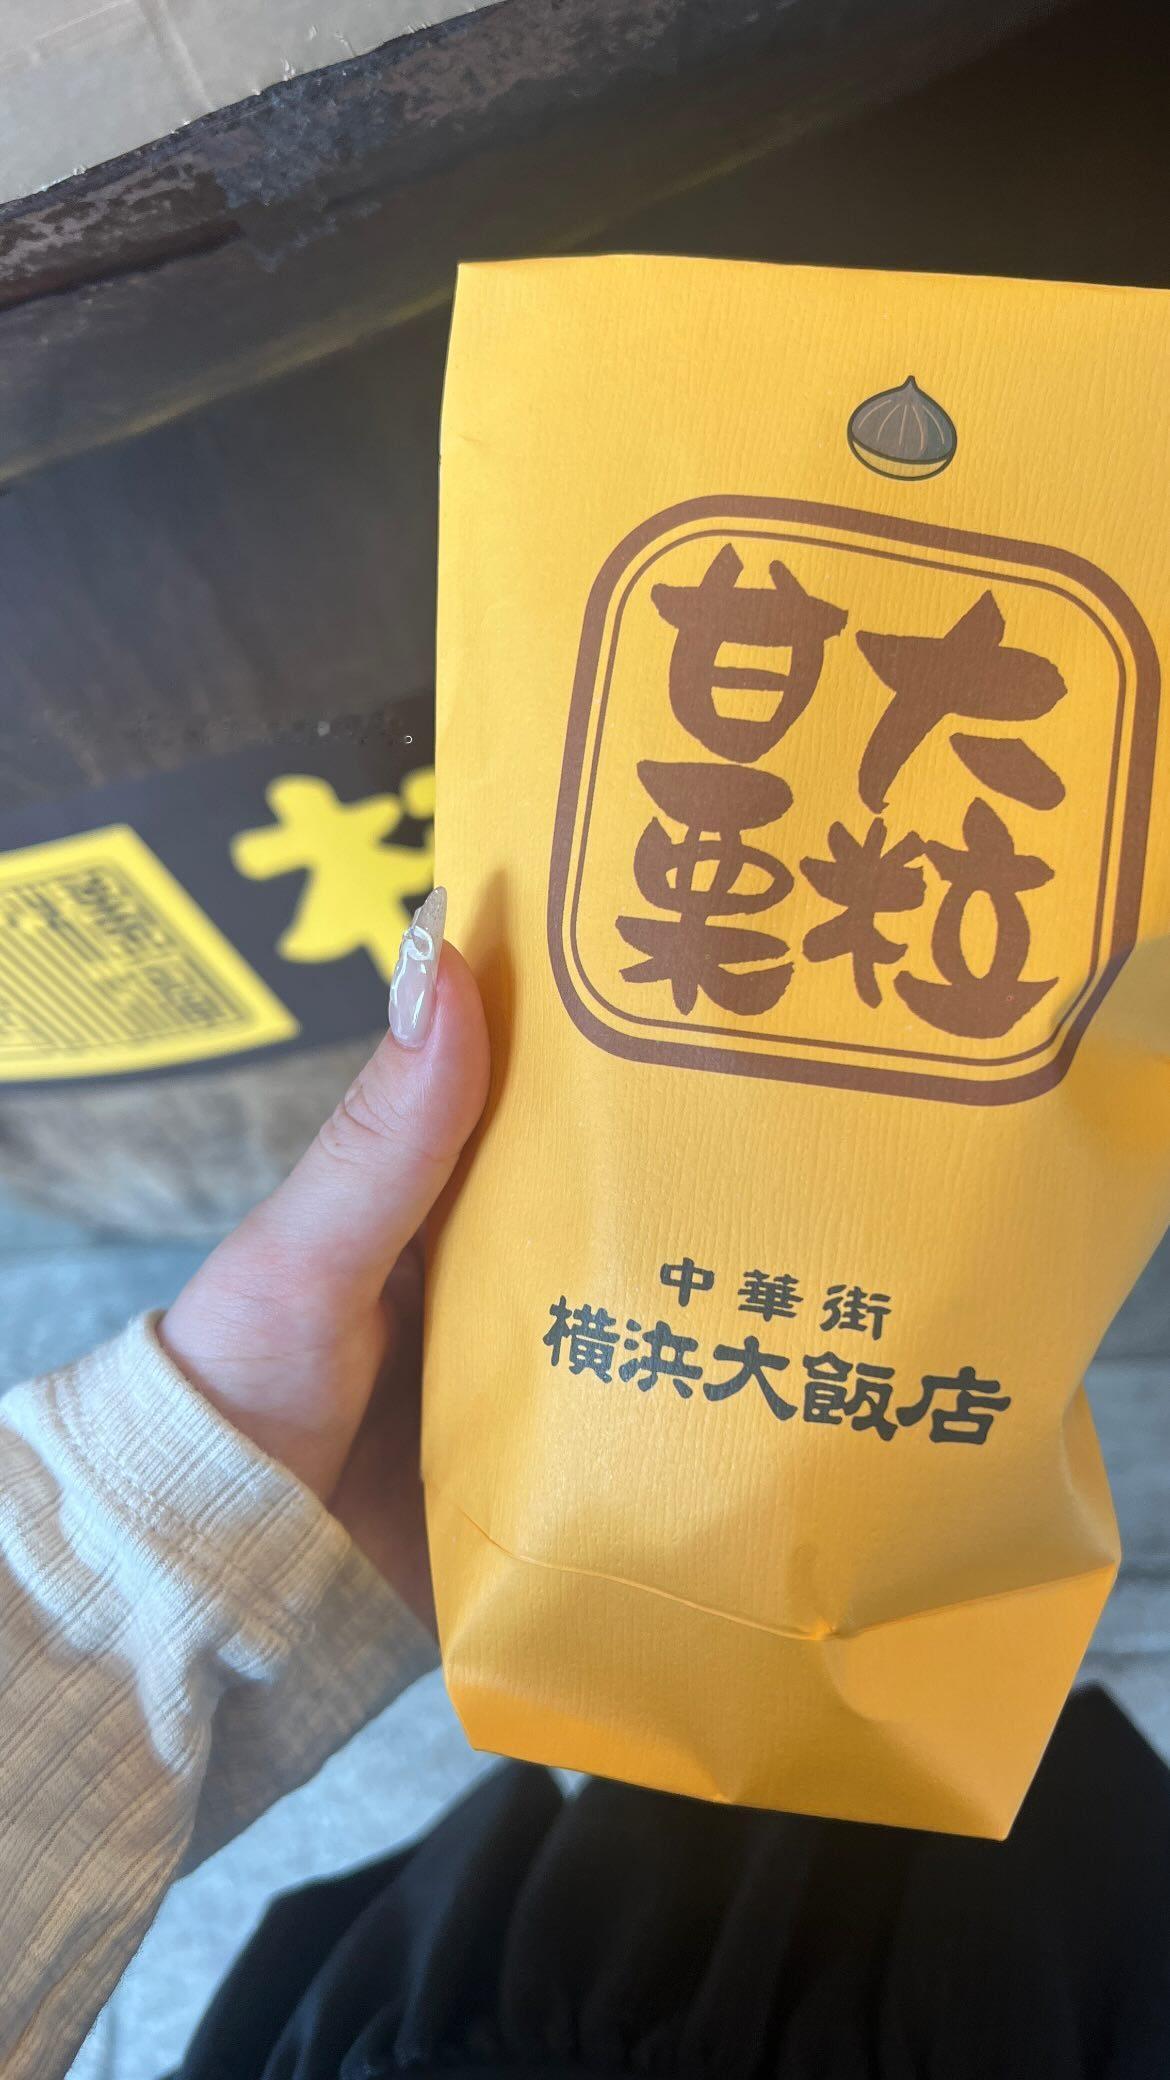 大粒
甘栗
中華街
横浜大飯店